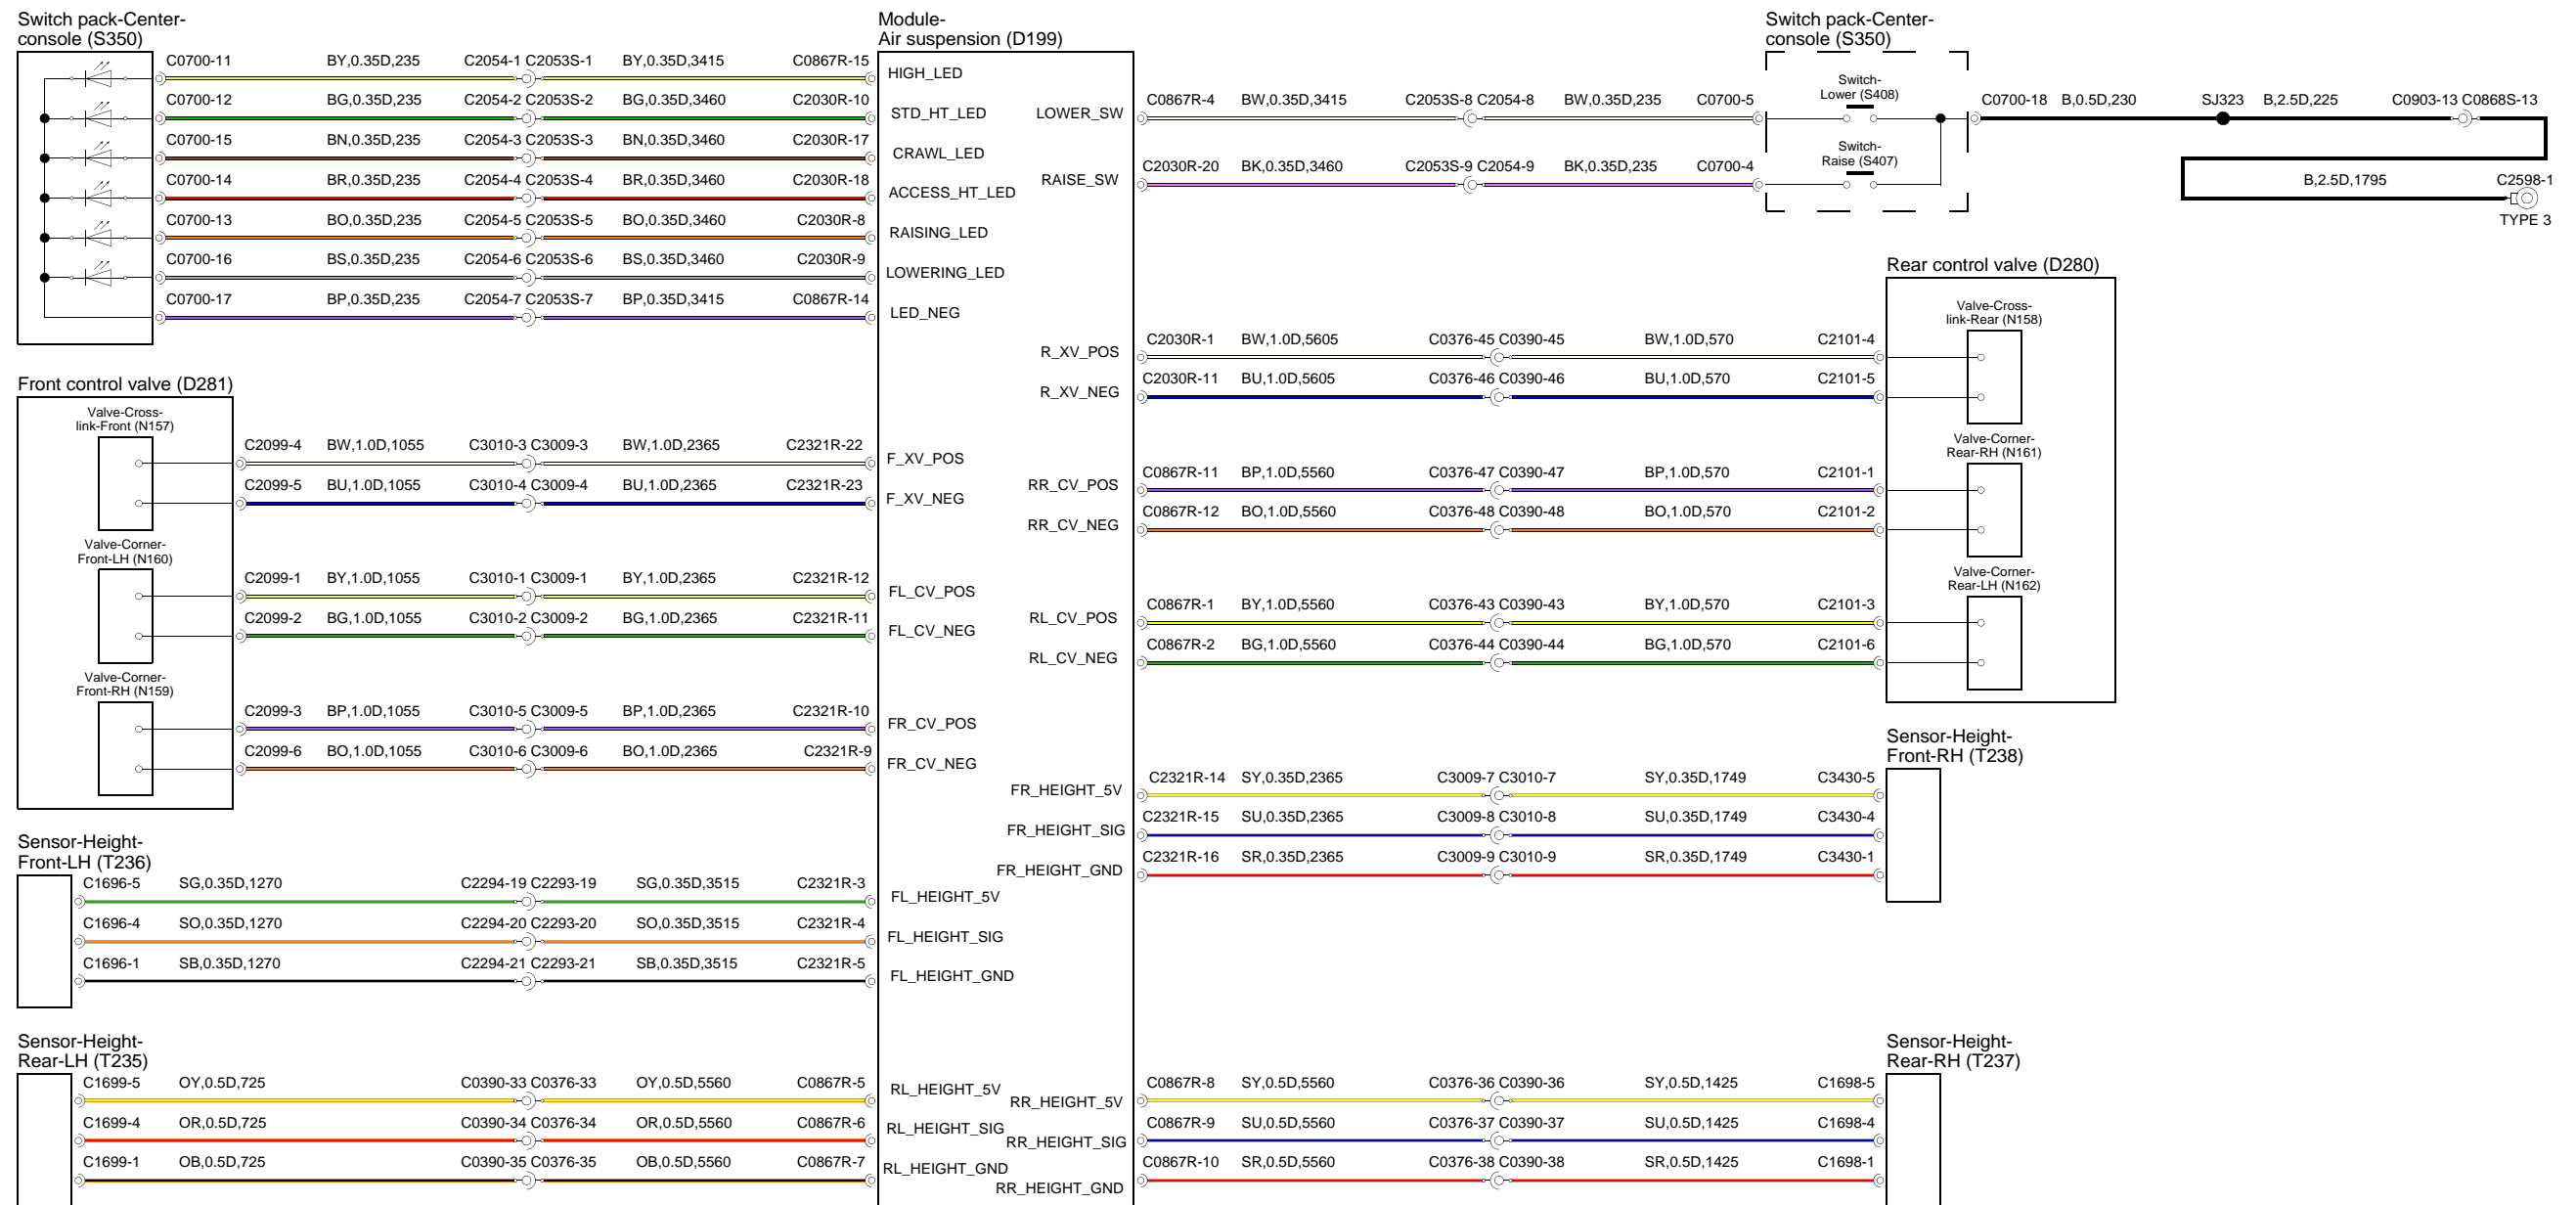 Switch pack-Center-
console (S350)
C0700-11 BY,0.35D,235 C2054-1 C2053S-1 BY,0.35D,3415 C0867R-15
C0700-12 BG,0.35D,235 C2054-2 C2053S-2 BG,0.35D,3460 C2030R-10
C0700-15 BN,0.35D,235 C2054-3 C2053S-3 BN,0.35D,3460 C2030R-17
C0700-14 BR,0.35D,235 C2054-4 C2053S-4 BR,0.35D,3460 C2030R-18
C0700-13 BO,0.35D,235 C2054-5 C2053S-5 BO,0.35D,3460 C2030R-8
C0700-16 BS,0.35D,235 C2054-6 C2053S-6 BS,0.35D,3460 C2030R-9
C0700-17 BP,0.35D,235 C2054-7 C2053S-7 BP,0.35D,3415 C0867R-14
Front control valve (D281)
Valve-Cross-
link-Front (N157)
C2099-4 BW,1.0D,1055 C3010-3 C3009-3 BW,1.0D,2365 C2321R-22
C2099-5 BU,1.0D,1055 C3010-4 C3009-4 BU,1.0D,2365 C2321R-23
Valve-Corner-
Front-LH (N160)
C2099-1 BY,1.0D,1055 C3010-1 C3009-1 BY,1.0D,2365 C2321R-12
C2099-2 BG,1.0D,1055 C3010-2 C3009-2 BG,1.0D,2365 C2321R-11
Valve-Corner-
Front-RH (N159)
C2099-3 BP,1.0D,1055 C3010-5 C3009-5 BP,1.0D,2365 C2321R-10
C2099-6 BO,1.0D,1055 C3010-6 C3009-6 BO,1.0D,2365 C2321R-9
Sensor-Height-
Front-LH (T236)
C1696-5 SG,0.35D,1270 C2294-19 C2293-19 SG,0.35D,3515 C2321R-3
C1696-4 SO,0.35D,1270 C2294-20 C2293-20 SO,0.35D,3515 C2321R-4
C1696-1 SB,0.35D,1270 C2294-21 C2293-21 SB,0.35D,3515 C2321R-5
Sensor-Height-
Rear-LH (T235)
C1699-5 OY,0.5D,725 C0390-33 C0376-33 OY,0.5D,5560 C0867R-5
C1699-4 OR,0.5D,725 C0390-34 C0376-34 OR,0.5D,5560 C0867R-6
C1699-1 OB,0.5D,725 C0390-35 C0376-35 OB,0.5D,5560 C0867R-7
Module-
Air suspension (D199)
HIGH_LED
STD_HT_LED
CRAWL_LED
ACCESS_HT_LED
RAISING_LED
LOWERING_LED
LED_NEG
F_XV_POS
F_XV_NEG
FL_CV_POS
FL_CV_NEG
FR_CV_POS
FR_CV_NEG
FL_HEIGHT_5V
FL_HEIGHT_SIG
FL_HEIGHT_GND
RL_HEIGHT_5V
RL_HEIGHT_SIG
RL_HEIGHT_GND
LOWER_SW
RAISE_SW
R_XV_POS
R_XV_NEG
RR_CV_POS
RR_CV_NEG
RL_CV_POS
RL_CV_NEG
FR_HEIGHT_5V
FR_HEIGHT_SIG
FR_HEIGHT_GND
RR_HEIGHT_5V
RR_HEIGHT_SIG
RR_HEIGHT_GND
Switch pack-Center-
console (S350)
Switch-
Lower (S408)
C0867R-4 BW,0.35D,3415 C2053S-8 C2054-8 BW,0.35D,235 C0700-5
C0700-18 B,0.5D,230 SJ323 B,2.5D,225 C0903-13 C0868S-13
Switch-
Raise (S407)
C2030R-20 BK,0.35D,3460 C2053S-9 C2054-9 BK,0.35D,235 C0700-4
B,2.5D,1795 C2598-1
TYPE 3
Rear control valve (D280)
Valve-Cross-
link-Rear (N158)
C2030R-1 BW,1.0D,5605 C0376-45 C0390-45 BW,1.0D,570 C2101-4
C2030R-11 BU,1.0D,5605 C0376-46 C0390-46 BU,1.0D,570 C2101-5
Valve-Corner-
Rear-RH (N161)
C0867R-11 BP,1.0D,5560 C0376-47 C0390-47 BP,1.0D,570 C2101-1
C0867R-12 BO,1.0D,5560 C0376-48 C0390-48 BO,1.0D,570 C2101-2
Valve-Corner-
Rear-LH (N162)
C0867R-1 BY,1.0D,5560 C0376-43 C0390-43 BY,1.0D,570 C2101-3
C0867R-2 BG,1.0D,5560 C0376-44 C0390-44 BG,1.0D,570 C2101-6
Sensor-Height-
Front-RH (T238)
C2321R-14 SY,0.35D,2365 C3009-7 C3010-7 SY,0.35D,1749 C3430-5
C2321R-15 SU,0.35D,2365 C3009-8 C3010-8 SU,0.35D,1749 C3430-4
C2321R-16 SR,0.35D,2365 C3009-9 C3010-9 SR,0.35D,1749 C3430-1
Sensor-Height-
Rear-RH (T237)
C0867R-8 SY,0.5D,5560 C0376-36 C0390-36 SY,0.5D,1425 C1698-5
C0867R-9 SU,0.5D,5560 C0376-37 C0390-37 SU,0.5D,1425 C1698-4
C0867R-10 SR,0.5D,5560 C0376-38 C0390-38 SR,0.5D,1425 C1698-1